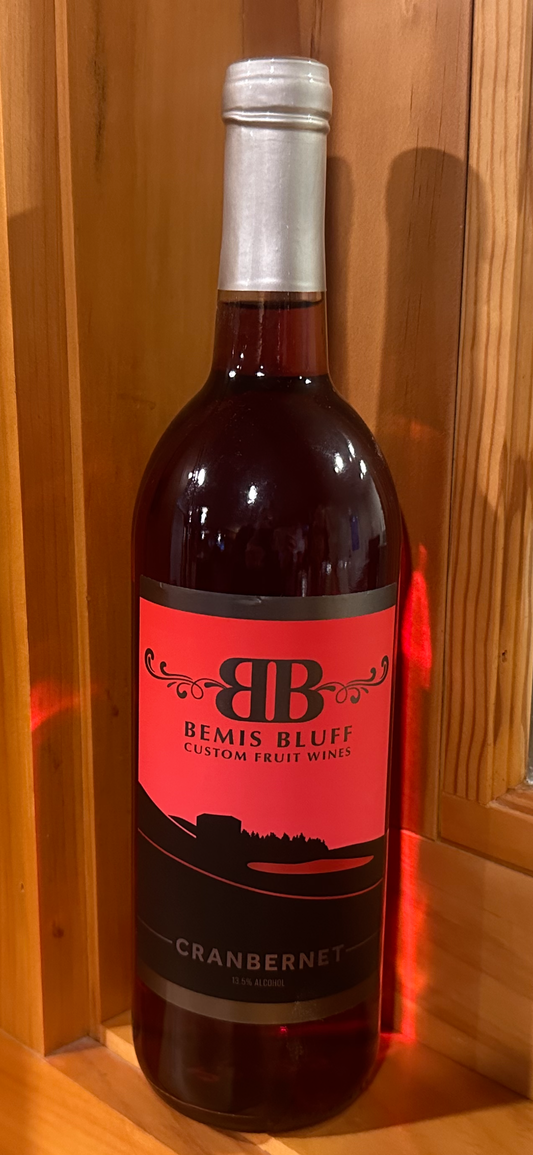 BB
BEMIS BLUFF
CUSTOM FRUIT WINES
CRANBERNET
13.5% ALCOHOL